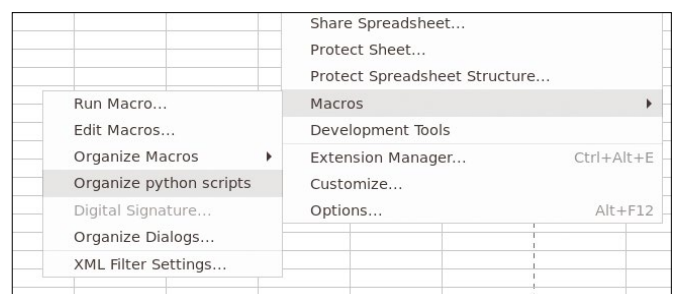 Share Spreadsheet...
Protect Sheet...
Protect Spreadsheet Structure...
Macros
Development Tools
Extension Manager... Ctrl+Alt+E
Customize...
Options... Alt+F12
Run Macro...
Edit Macros...
Organize Macros
Organize python scripts
Digital Signature...
Organize Dialogs...
XML Filter Settings...